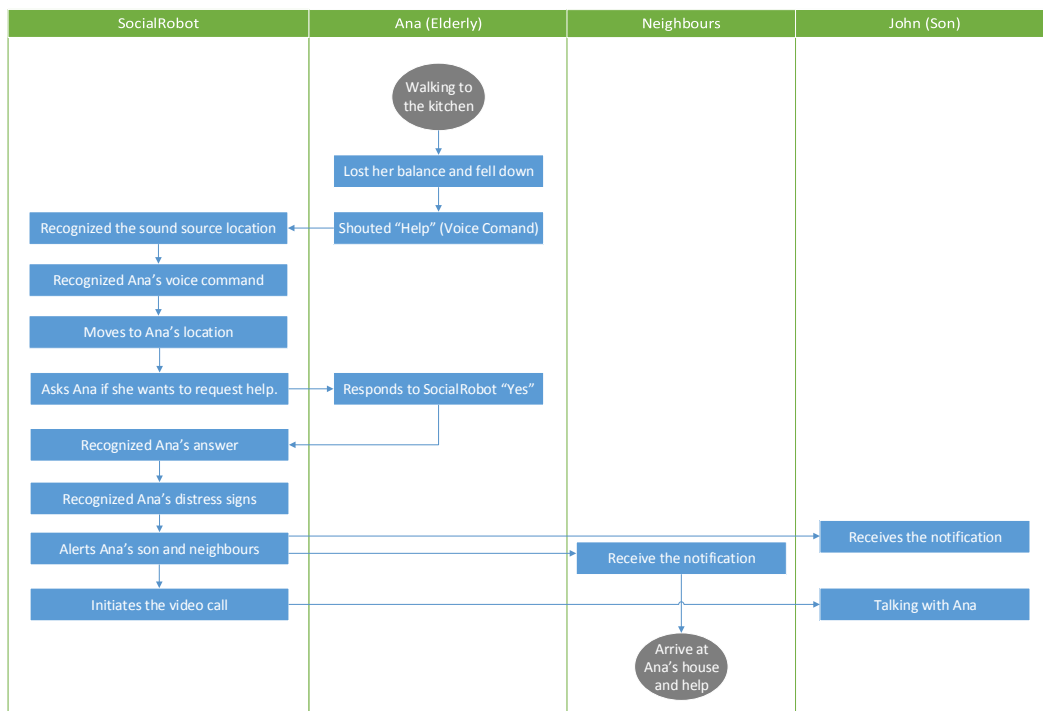 SocialRobot
Ana (Elderly)
Neighbours
John (Son)
Walking to
the kitchen
Lost her balance and fell down
Shouted “Help” (Voice Comand)
Recognized the sound source location
Recognized Ana’s voice command
Moves to Ana’s location
Asks Ana if she wants to request help.
Responds to SocialRobot “Yes”
Recognized Ana’s answer
Recognized Ana’s distress signs
Alerts Ana’s son and neighbours
Receives the notification
Receive the notification
Initiates the video call
Talking with Ana
Arrive at
Ana’s house
and help